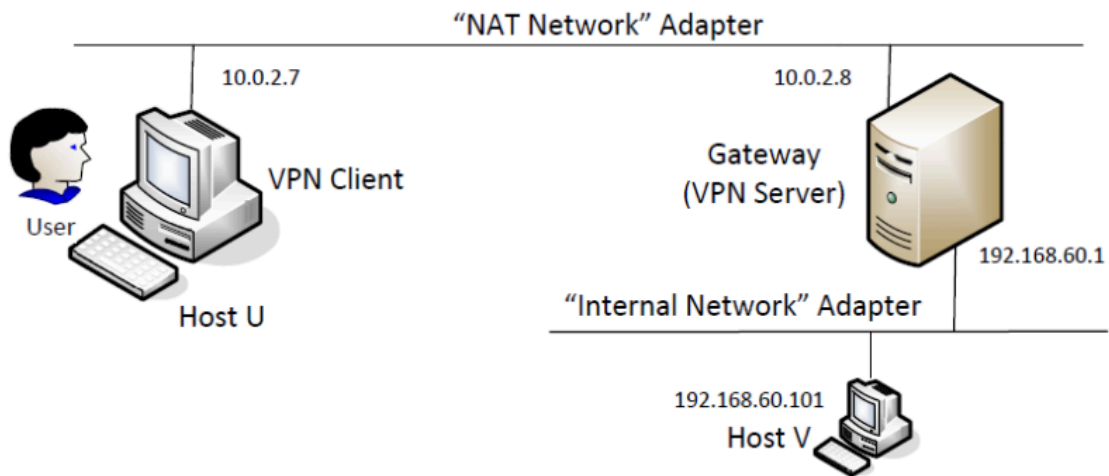 “NAT Network” Adapter
10.0.2.7
10.0.2.8
VPN Client
Gateway
(VPN Server)
User
192.168.60.1
Host U
“Internal Network” Adapter
192.168.60.101
Host V